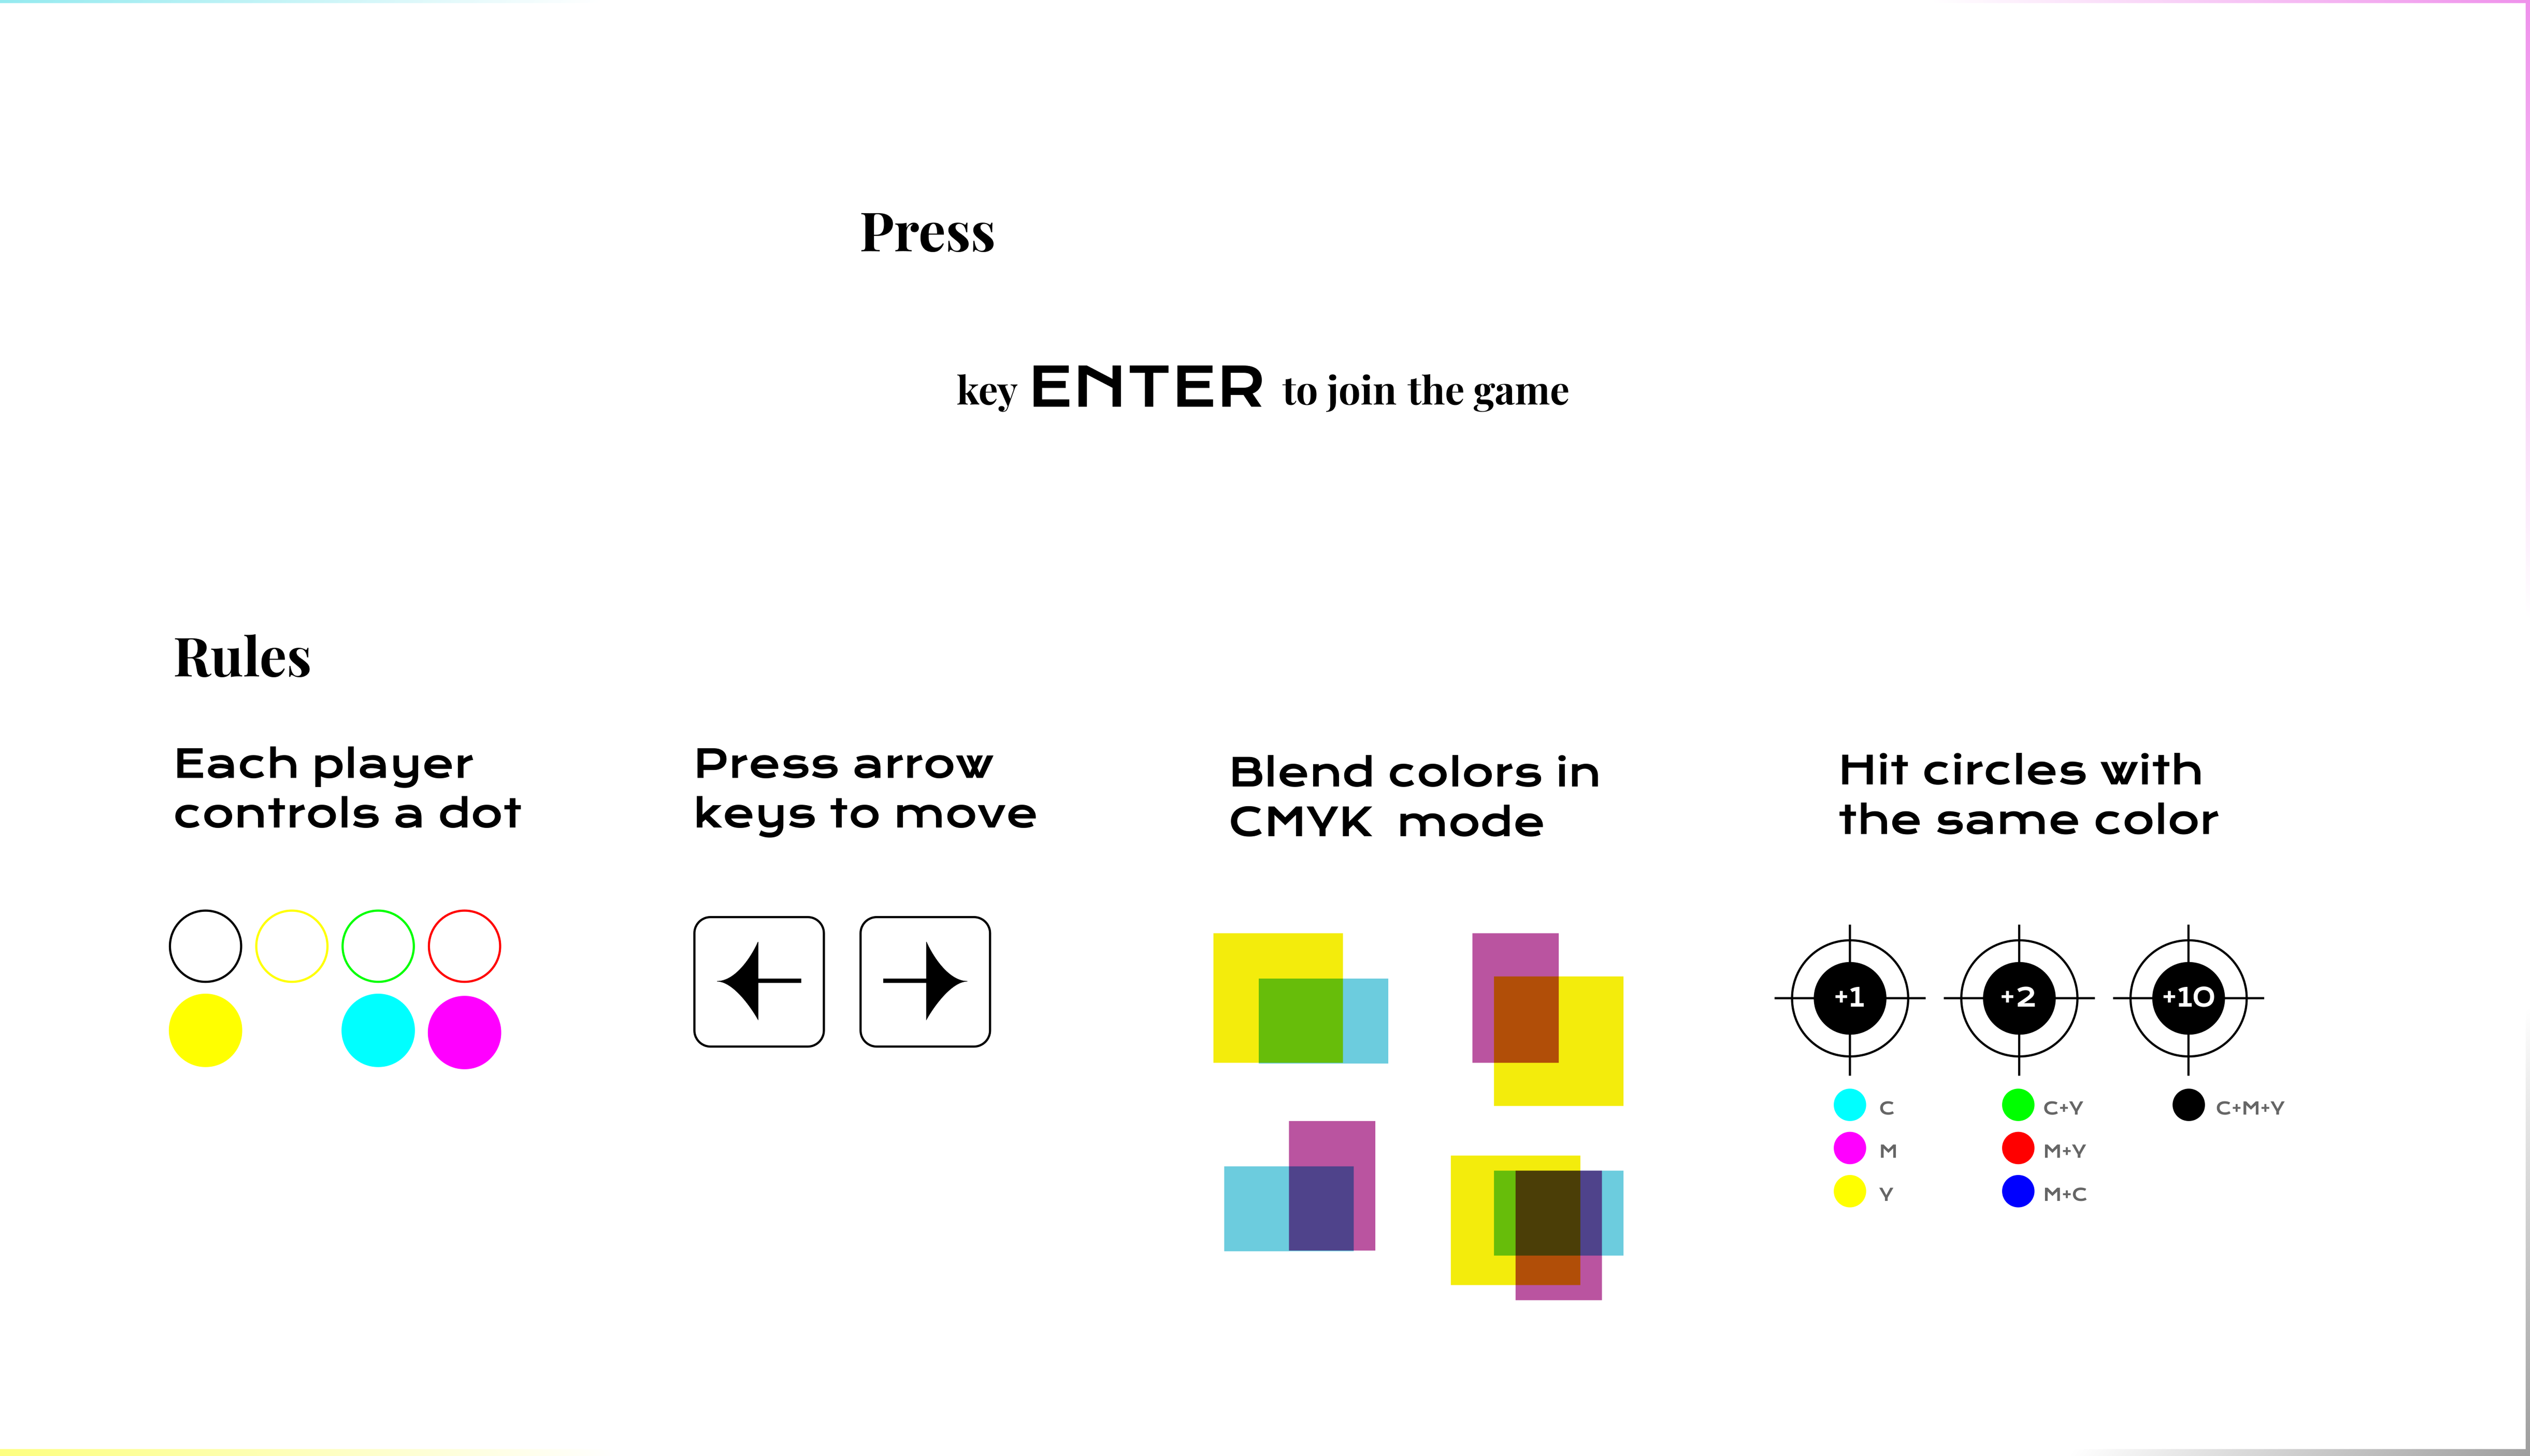 Press
key ENTER to join the game
Rules
Each player
controls a dot
Press arrow
keys to move
Blend colors in
CMYK  mode
Hit circles with
the same color
+1
+2
+10
C
M
Y
C+Y
M+Y
M+C
C+M+Y